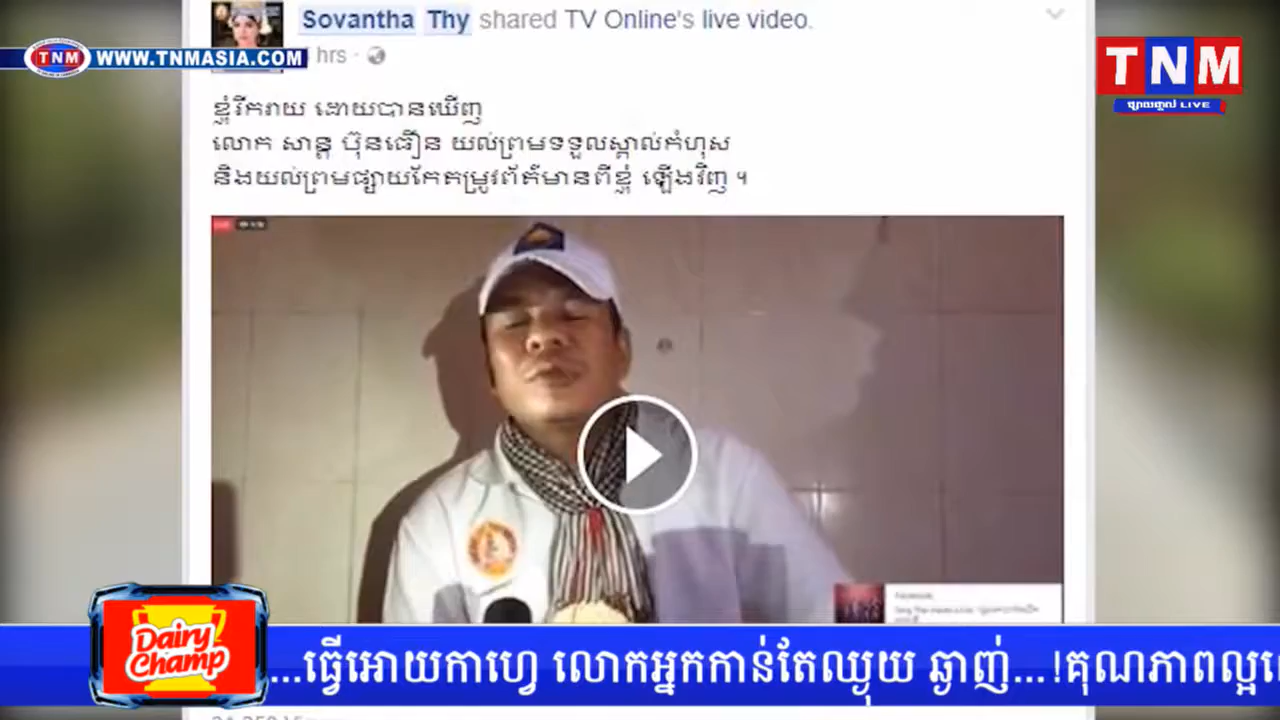 Sovantha Thy shared TV Online's live video.
hrs ·
TNM WWW.TNMASIA.COM
TNM
ផ្សាយផ្ទាល់ LIVE
ខ្ញុំរីករាយ ដោយបានឃើញ
លោក សាន្ត ប៊ុនធឿន យល់ព្រមទទួលស្គាល់កំហុស
និងយល់ព្រមផ្សាយកែតម្រូវព័ត៌មានពីខ្ញុំ ឡើងវិញ ។
Dairy Champ
...ធ្វើអោយកាហ្វេ លោកអ្នកកាន់តែឈ្ងុយ ឆ្ងាញ់...!គុណភាពល្អ